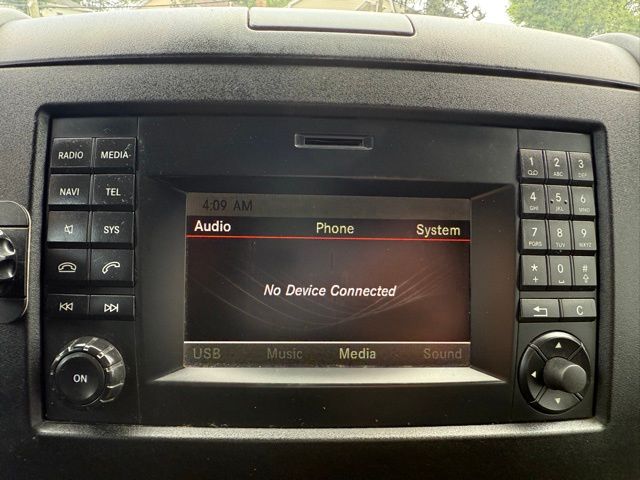 RADIO MEDIA
NAVI TEL
SYS
ON
4:09 AM
Audio Phone System
No Device Connected
USB Music Media Sound
1 2 ABC 3 DEF
4 GHI 5 JKL 6 MNO
7 PQRS 8 TUV 9 WXYZ
* + 0 #
C